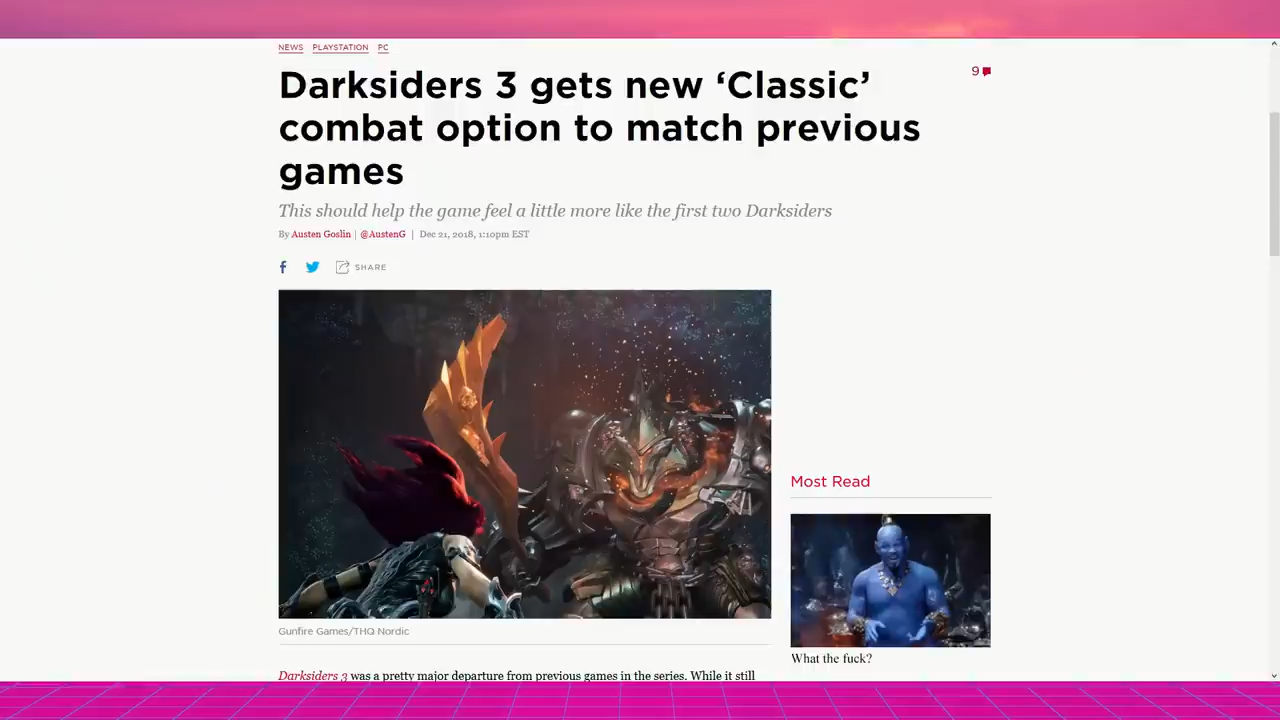 NEWS PLAYSTATION PC
9
Darksiders 3 gets new ‘Classic’
combat option to match previous
games
This should help the game feel a little more like the first two Darksiders
By Austen Goslin | @AustenG | Dec 21, 2018, 1:10pm EST
SHARE
Most Read
Gunfire Games/THQ Nordic
What the fuck?
Darksiders 3 was a pretty major departure from previous games in the series. While it still